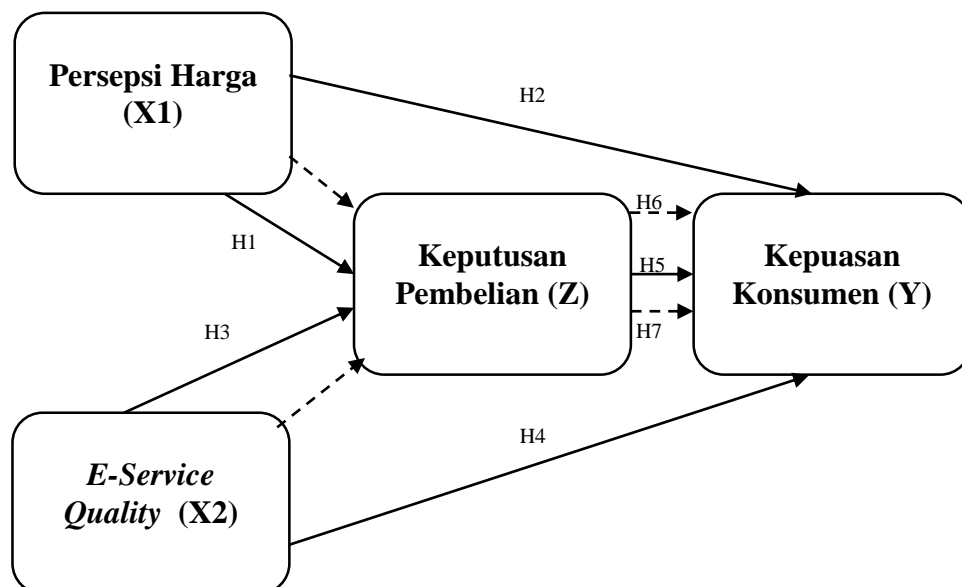 Persepsi Harga
(X1)
H2
H1
Keputusan
Pembelian (Z)
H6
H5
H7
Kepuasan
Konsumen (Y)
H3
H4
E-Service
Quality (X2)